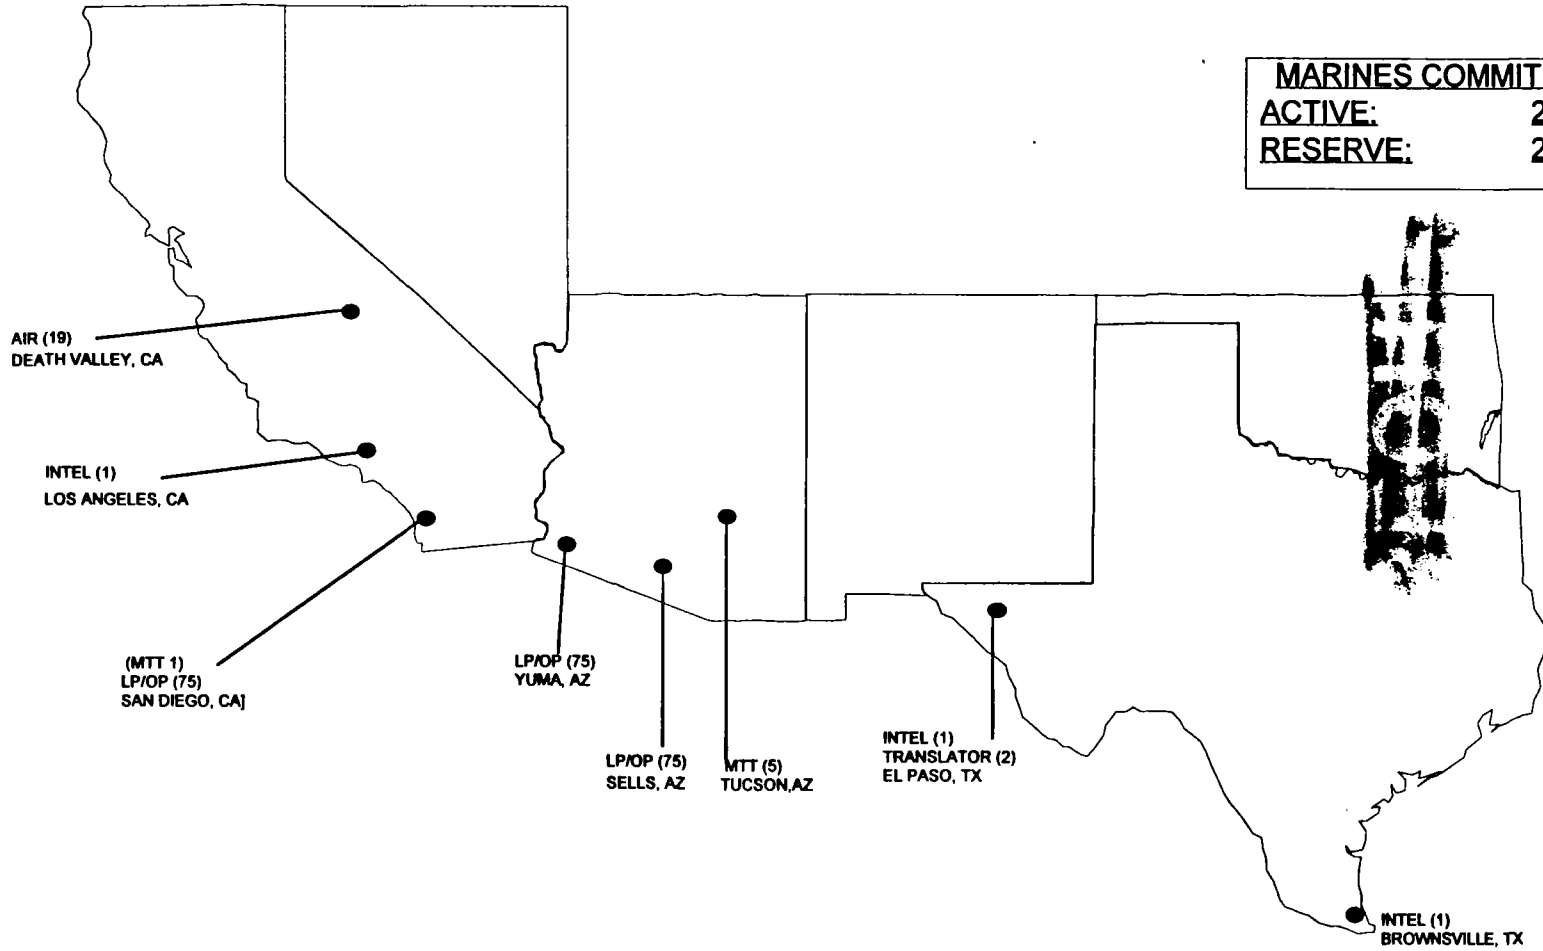 MARINES COMMIT
ACTIVE: 2
RESERVE: 2
AIR (19)
DEATH VALLEY, CA
INTEL (1)
LOS ANGELES, CA
(MTT 1)
LP/OP (75)
SAN DIEGO, CA]
LP/OP (75)
YUMA, AZ
LP/OP (75)
SELLS, AZ
MTT (5)
TUCSON,AZ
INTEL (1)
TRANSLATOR (2)
EL PASO, TX
INTEL (1)
BROWNSVILLE, TX